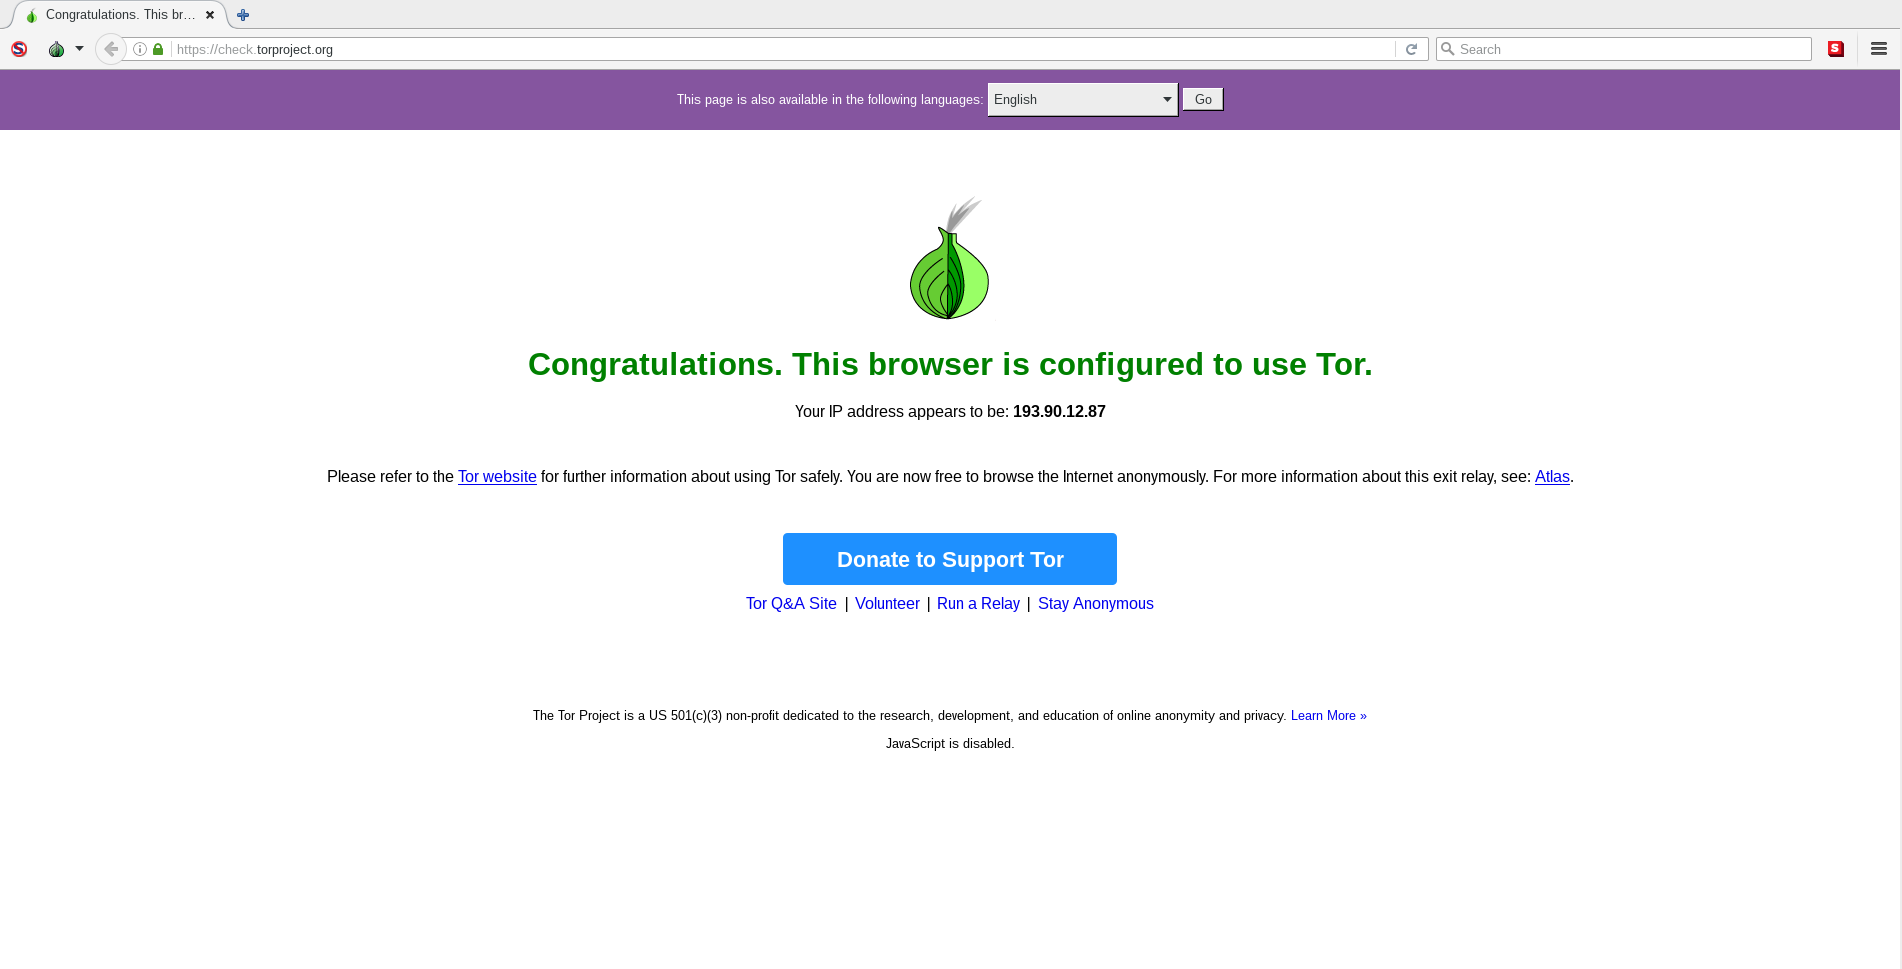 Congratulations. This br…
https://check.torproject.org
Search
This page is also available in the following languages: English Go
Congratulations. This browser is configured to use Tor.
Your IP address appears to be: 193.90.12.87
Please refer to the Tor website for further information about using Tor safely. You are now free to browse the Internet anonymously. For more information about this exit relay, see: Atlas.
Donate to Support Tor
Tor Q&A Site | Volunteer | Run a Relay | Stay Anonymous
The Tor Project is a US 501(c)(3) non-profit dedicated to the research, development, and education of online anonymity and privacy. Learn More »
JavaScript is disabled.